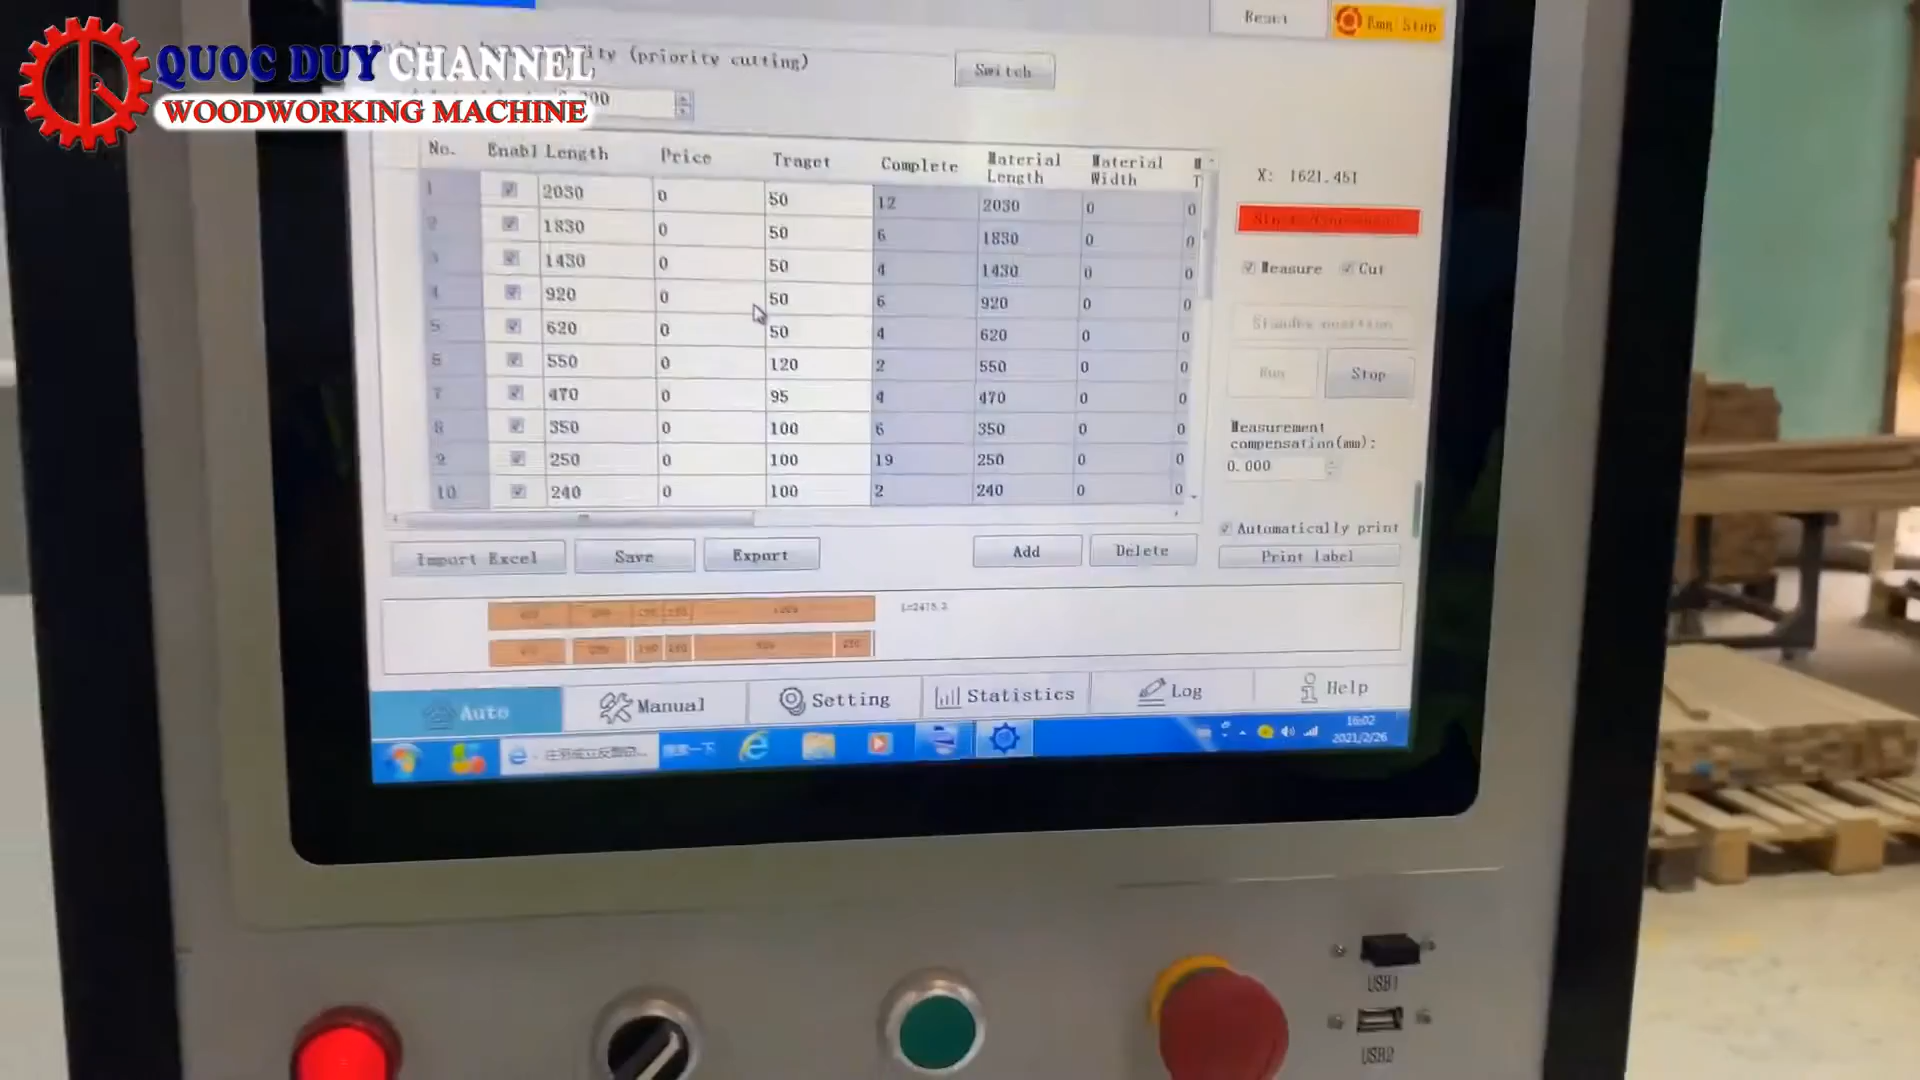 QUOC DUY CHANNEL
WOODWORKING MACHINE
Reset
Emg Stop
(priority cutting)
Switch
No. Enabl Length Price Traget Complete Material Length Material Width
1 2030 0 50 12 2030 0 0
2 1830 0 50 6 1830 0 0
3 1430 0 50 4 1430 0 0
4 920 0 50 6 920 0 0
5 620 0 50 4 620 0 0
6 550 0 120 2 550 0 0
7 470 0 95 4 470 0 0
8 350 0 100 6 350 0 0
9 250 0 100 19 250 0 0
10 240 0 100 2 240 0 0
X: 1621.451
Measure Cut
Standby position
Run Stop
Measurement
compensation(mm):
0.000
Automatically print
Print label
Import Excel Save Export Add Delete
L=2475.2
Auto Manual Setting Statistics Log Help
16:02
2021/2/26
USB1
USB2